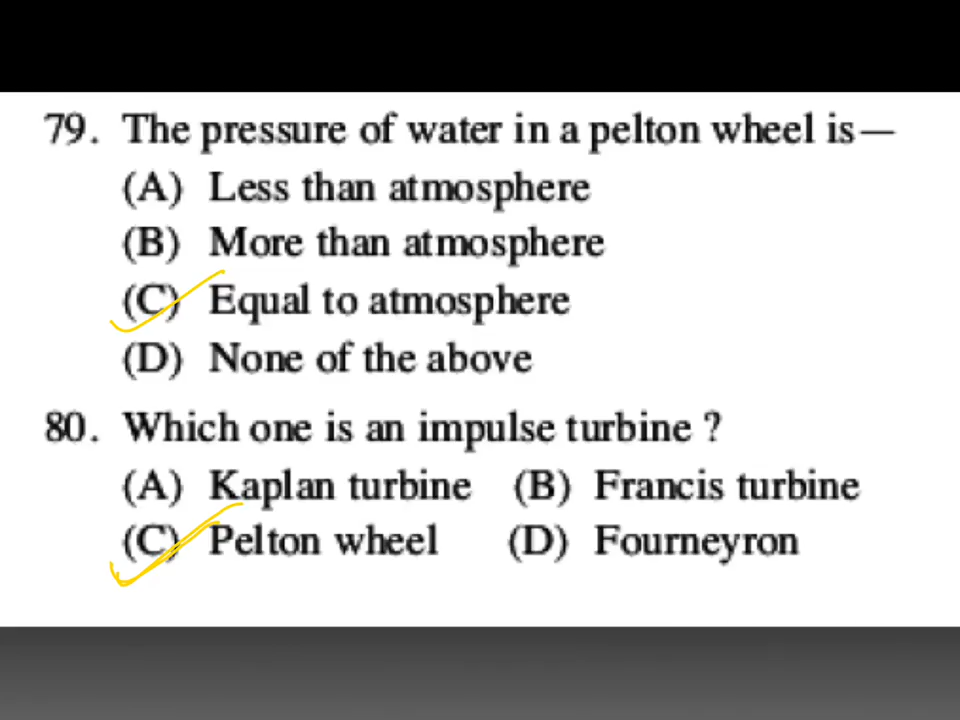 79. The pressure of water in a pelton wheel is—
(A) Less than atmosphere
(B) More than atmosphere
(C) Equal to atmosphere
(D) None of the above
80. Which one is an impulse turbine ?
(A) Kaplan turbine (B) Francis turbine
(C) Pelton wheel (D) Fourneyron